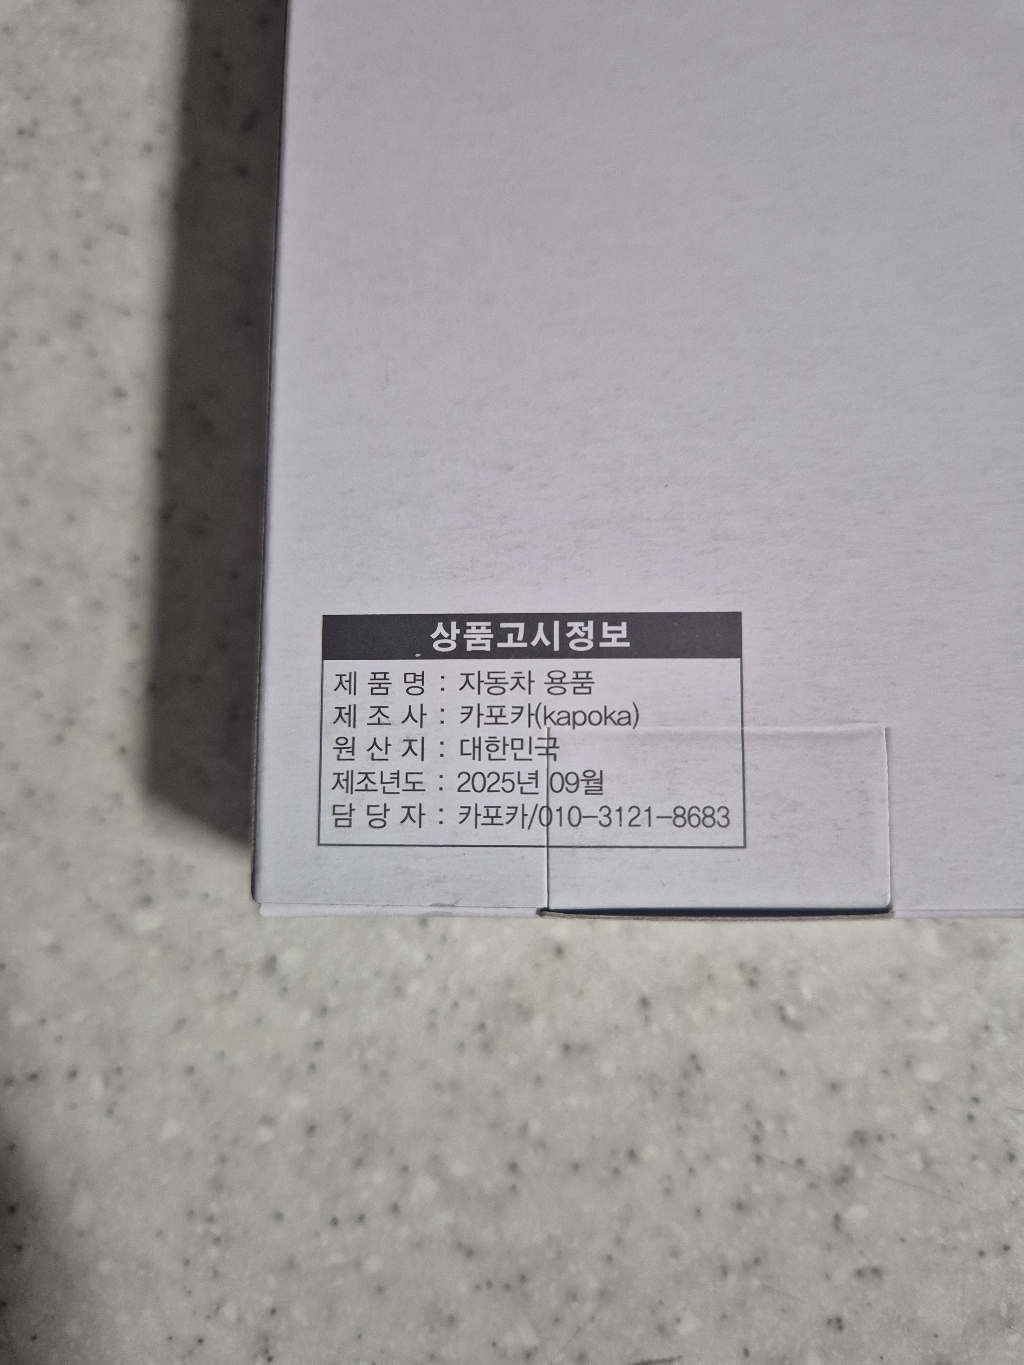 상품고시정보
제 품 명 : 자동차 용품
제 조 사 : 카포카(kapoka)
원 산 지 : 대한민국
제조년도 : 2025년 09월
담 당 자 : 카포카/010-3121-8683